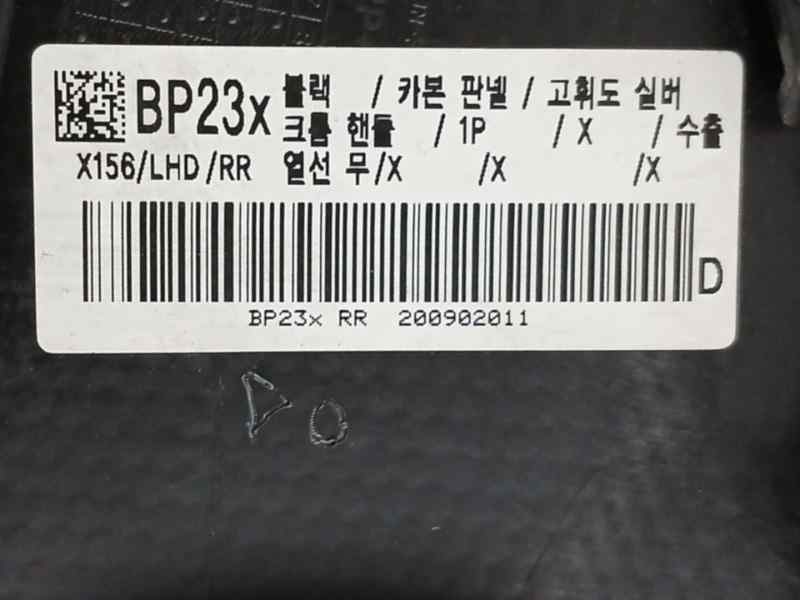 BP23x 블랙 / 카본 판넬 / 고휘도 실버
크롬 핸들 / 1P / X / 수출
X156/LHD/RR 열선 무/X /X /X
D
BP23x RR 200902011